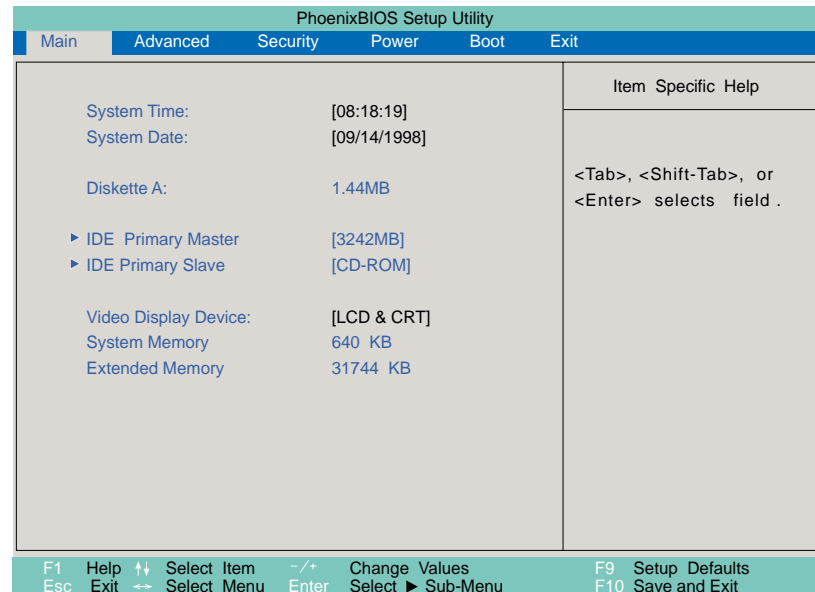 PhoenixBIOS Setup Utility
Main Advanced Security Power Boot Exit
Item Specific Help
System Time: [08:18:19]
System Date: [09/14/1998]
<Tab>, <Shift-Tab>, or
<Enter> selects field .
Diskette A: 1.44MB
IDE Primary Master [3242MB]
IDE Primary Slave [CD-ROM]
Video Display Device: [LCD & CRT]
System Memory 640 KB
Extended Memory 31744 KB
F1 Help ↑↓ Select Item -/+ Change Values F9 Setup Defaults
Esc Exit ↔ Select Menu Enter Select ► Sub-Menu F10 Save and Exit